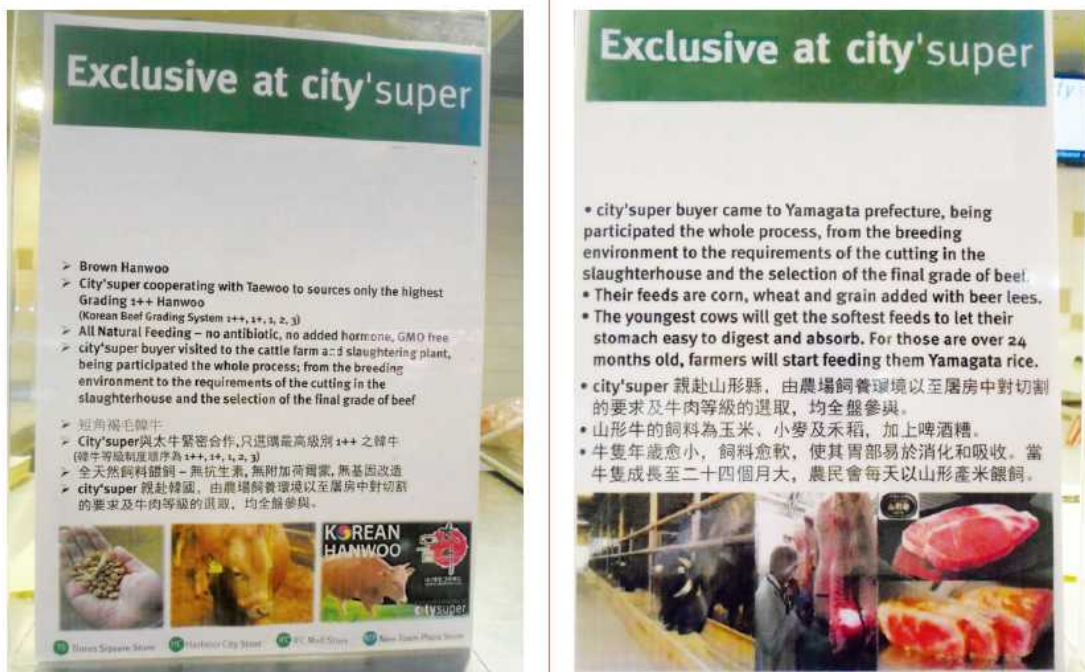 Exclusive at city'super
➢ Brown Hanwoo
➢ City'super cooperating with Taewoo to sources only the highest
Grading 1++ Hanwoo
(Korean Beef Grading System 1++, 1+, 1, 2, 3)
➢ All Natural Feeding – no antibiotic, no added hormone, GMO free
➢ city'super buyer visited to the cattle farm and slaughtering plant,
being participated the whole process; from the breeding
environment to the requirements of the cutting in the
slaughterhouse and the selection of the final grade of beef
➢ 短角褐毛韓牛
➢ City'super與太牛緊密合作,只選購最高級別 1++ 之韓牛
(韓牛等級制度順序為 1++, 1+, 1, 2, 3)
➢ 全天然飼料餵飼 – 無抗生素, 無附加荷爾蒙, 無基因改造
➢ city'super 親赴韓國，由農場飼養環境以至屠房中對切割
的要求及牛肉等級的選取，均全盤參與。
KOREAN
HANWOO
city'super
TS Times Square Store HC Harbour City Store IFC IFC Mall Store NTP New Town Plaza Store
Exclusive at city'super
• city'super buyer came to Yamagata prefecture, being
participated the whole process, from the breeding
environment to the requirements of the cutting in the
slaughterhouse and the selection of the final grade of beef.
• Their feeds are corn, wheat and grain added with beer lees.
• The youngest cows will get the softest feeds to let their
stomach easy to digest and absorb. For those are over 24
months old, farmers will start feeding them Yamagata rice.
• city'super 親赴山形縣，由農場飼養環境以至屠房中對切割
的要求及牛肉等級的選取，均全盤參與。
• 山形牛的飼料為玉米、小麥及禾稻，加上啤酒糟。
• 牛隻年歲愈小，飼料愈軟，使其胃部易於消化和吸收。當
牛隻成長至二十四個月大，農民會每天以山形產米餵飼。